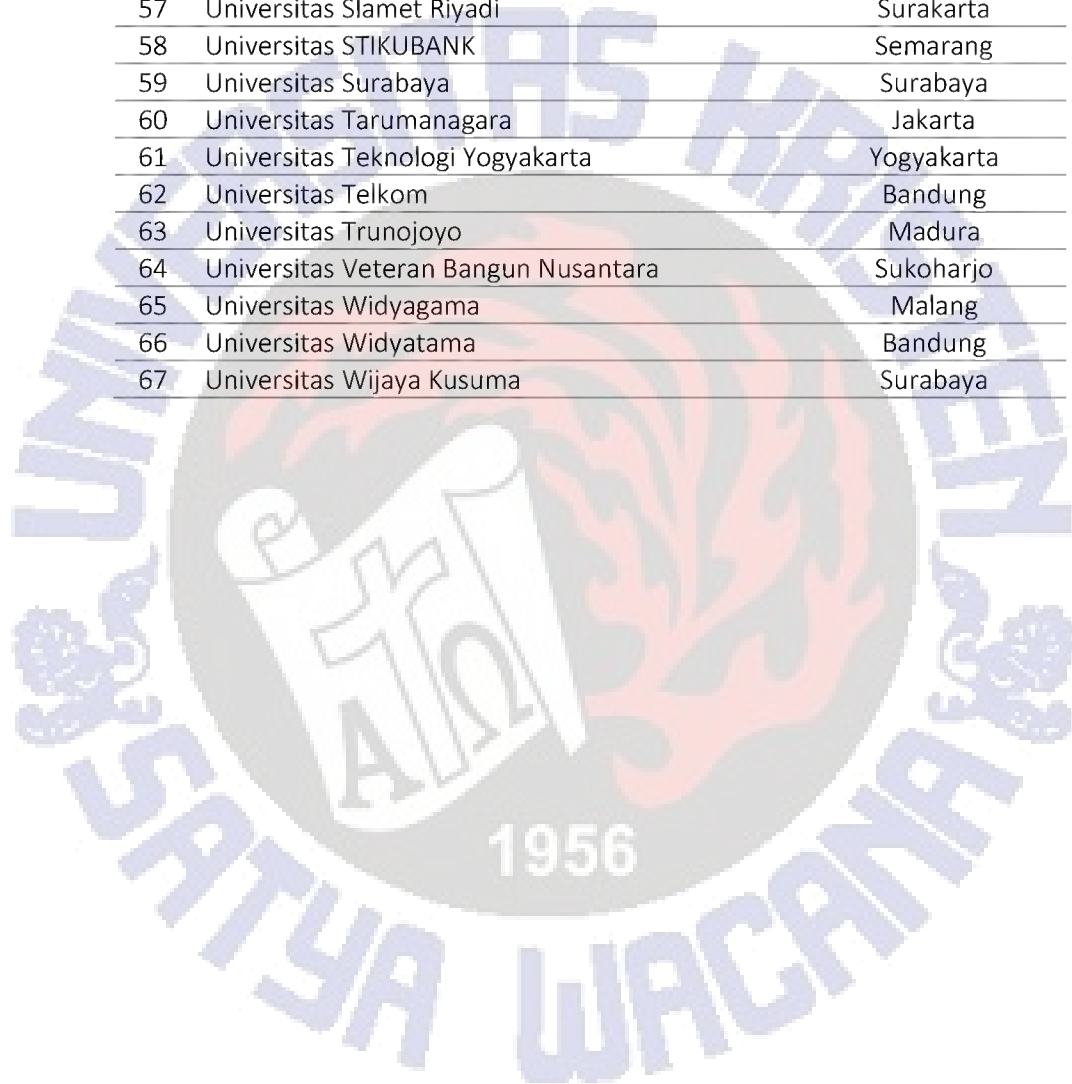 57 Universitas Slamet Riyadi Surakarta
58 Universitas STIKUBANK Semarang
59 Universitas Surabaya Surabaya
60 Universitas Tarumanagara Jakarta
61 Universitas Teknologi Yogyakarta Yogyakarta
62 Universitas Telkom Bandung
63 Universitas Trunojoyo Madura
64 Universitas Veteran Bangun Nusantara Sukoharjo
65 Universitas Widyagama Malang
66 Universitas Widyatama Bandung
67 Universitas Wijaya Kusuma Surabaya
UNIVERSITAS KRISTEN
Α Ω
1956
SATYA WACANA